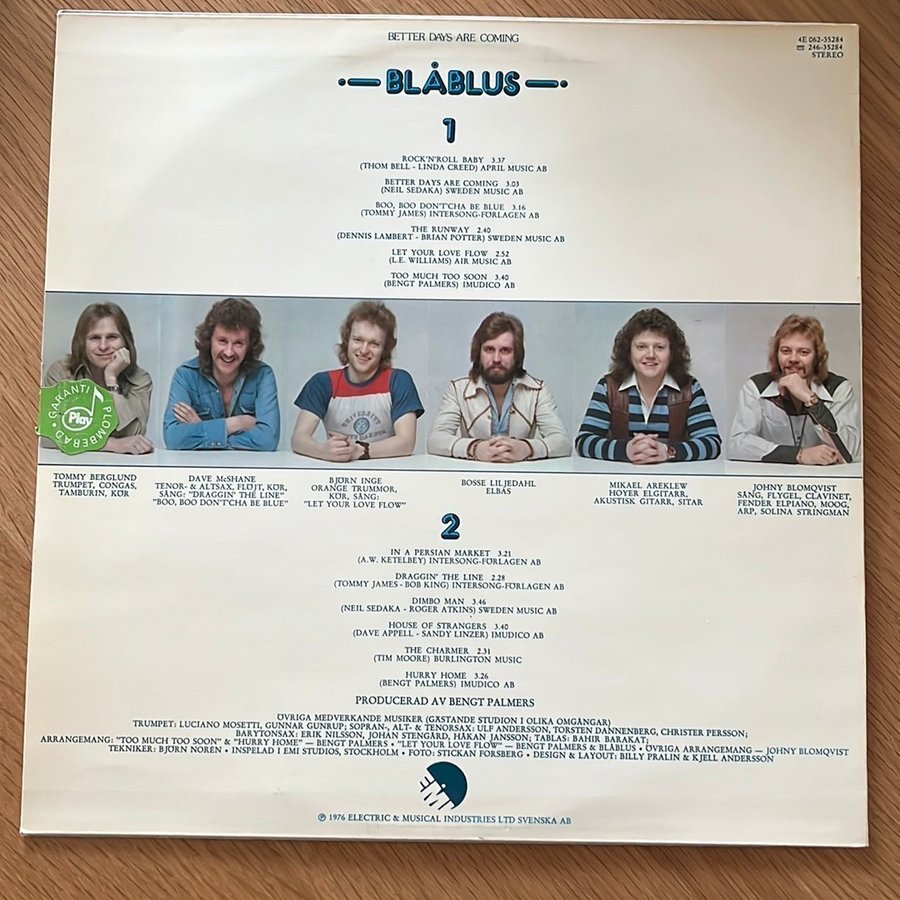 BETTER DAYS ARE COMING
4E 062-35284
246-35284
STEREO
BLÅBLUS
1
ROCK'N'ROLL BABY 3.37
(THOM BELL - LINDA CREED) APRIL MUSIC AB
BETTER DAYS ARE COMING 3.03
(NEIL SEDAKA) SWEDEN MUSIC AB
BOO, BOO DON'T'CHA BE BLUE 3.16
(TOMMY JAMES) INTERSONG-FÖRLAGEN AB
THE RUNWAY 2.40
(DENNIS LAMBERT - BRIAN POTTER) SWEDEN MUSIC AB
LET YOUR LOVE FLOW 2.52
(L.E. WILLIAMS) AIR MUSIC AB
TOO MUCH TOO SOON 3.40
(BENGT PALMERS) IMUDICO AB
GARANTI
Play
PLOMBERAD
UNIVERSITY
TOMMY BERGLUND
TRUMPET, CONGAS,
TAMBURIN, KÖR
DAVE McSHANE
TENOR- & ALTSAX, FLÖJT, KÖR,
SÅNG: "DRAGGIN' THE LINE"
"BOO, BOO DON'T'CHA BE BLUE"
BJÖRN INGE
ORANGE TRUMMOR,
KÖR, SÅNG:
"LET YOUR LOVE FLOW"
BOSSE LILJEDAHL
ELBAS
MIKAEL AREKLEW
HOYER ELGITARR,
AKUSTISK GITARR, SITAR
JOHNY BLOMQVIST
SÅNG, FLYGEL, CLAVINET,
FENDER ELPIANO, MOOG,
ARP, SOLINA STRINGMAN
2
IN A PERSIAN MARKET 3.21
(A.W. KETELBEY) INTERSONG-FÖRLAGEN AB
DRAGGIN' THE LINE 2.28
(TOMMY JAMES - BOB KING) INTERSONG-FÖRLAGEN AB
DIMBO MAN 3.46
(NEIL SEDAKA - ROGER ATKINS) SWEDEN MUSIC AB
HOUSE OF STRANGERS 3.40
(DAVE APPELL - SANDY LINZER) IMUDICO AB
THE CHARMER 2.31
(TIM MOORE) BURLINGTON MUSIC
HURRY HOME 3.26
(BENGT PALMERS) IMUDICO AB
PRODUCERAD AV BENGT PALMERS
ÖVRIGA MEDVERKANDE MUSIKER (GÄSTANDE STUDION I OLIKA OMGÅNGAR)
TRUMPET: LUCIANO MOSETTI, GUNNAR GUNRUP; SOPRAN-, ALT- & TENORSAX: ULF ANDERSSON, TORSTEN DANNENBERG, CHRISTER PERSSON;
BARYTONSAX: ERIK NILSSON, JOHAN STENGÅRD, HÅKAN JANSSON; TABLAS: BAHIR BARAKAT;
ARRANGEMANG: "TOO MUCH TOO SOON" & "HURRY HOME" — BENGT PALMERS • "LET YOUR LOVE FLOW" — BENGT PALMERS & BLÅBLUS • ÖVRIGA ARRANGEMANG — JOHNY BLOMQVIST
TEKNIKER: BJÖRN NORÉN • INSPELAD I EMI STUDIOS, STOCKHOLM • FOTO: STICKAN FORSBERG • DESIGN & LAYOUT: BILLY PRALIN & KJELL ANDERSSON
EMI
℗ 1976 ELECTRIC & MUSICAL INDUSTRIES LTD SVENSKA AB